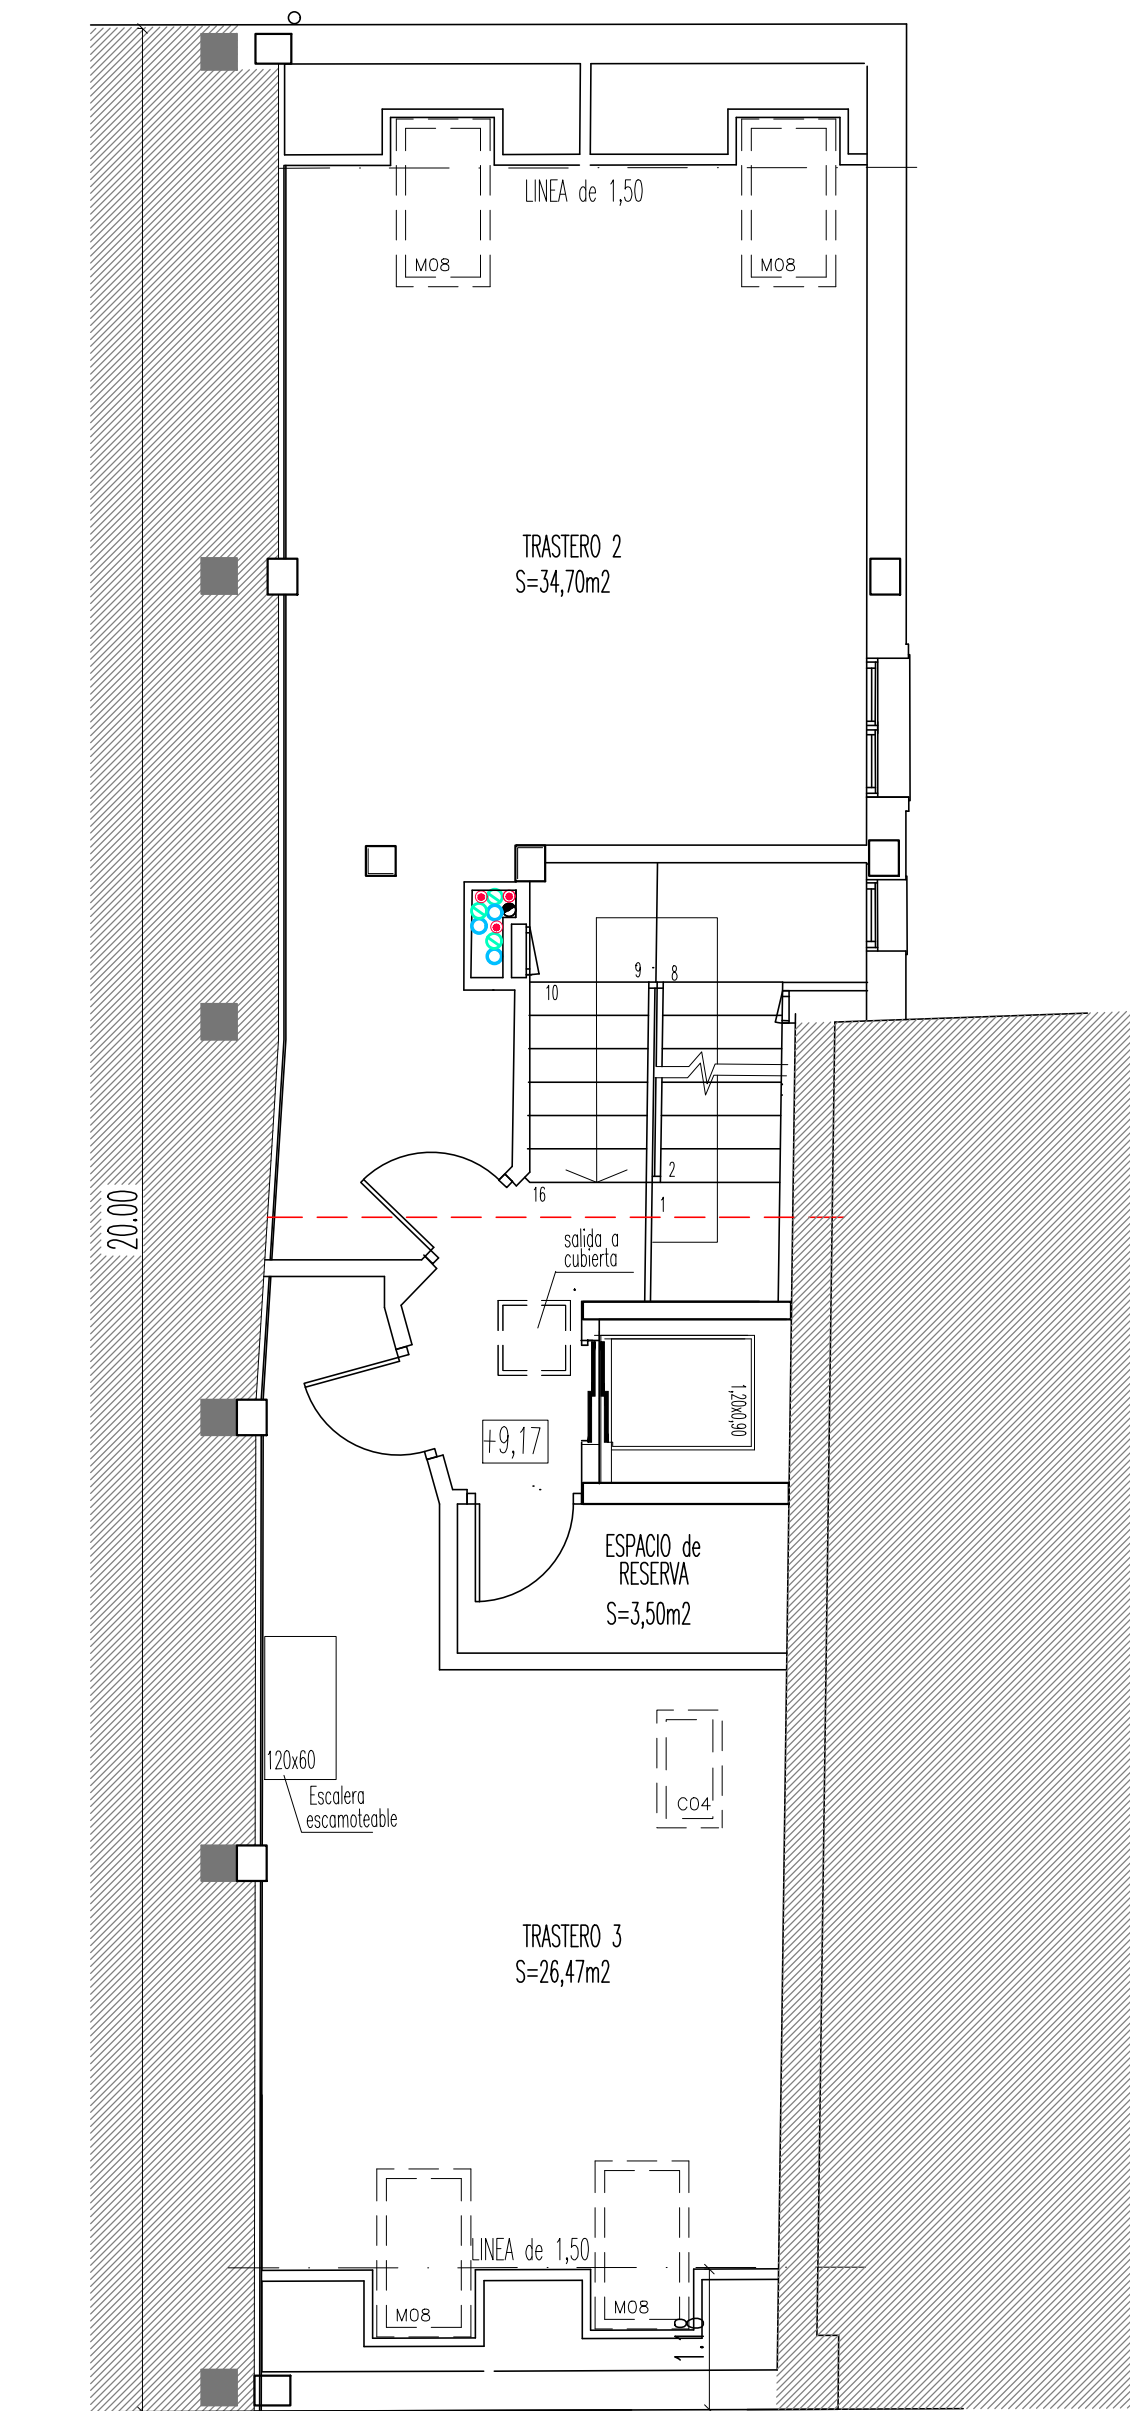 LINEA de 1,50
M08
M08
TRASTERO 2
S=34,70m2
9
8
10
2
16
1
20.00
salida a
cubierta
1,20x0,90
+9,17
ESPACIO de
RESERVA
S=3,50m2
120x60
Escalera
escamoteable
C04
TRASTERO 3
S=26,47m2
LINEA de 1,50
M08
M08
1.18